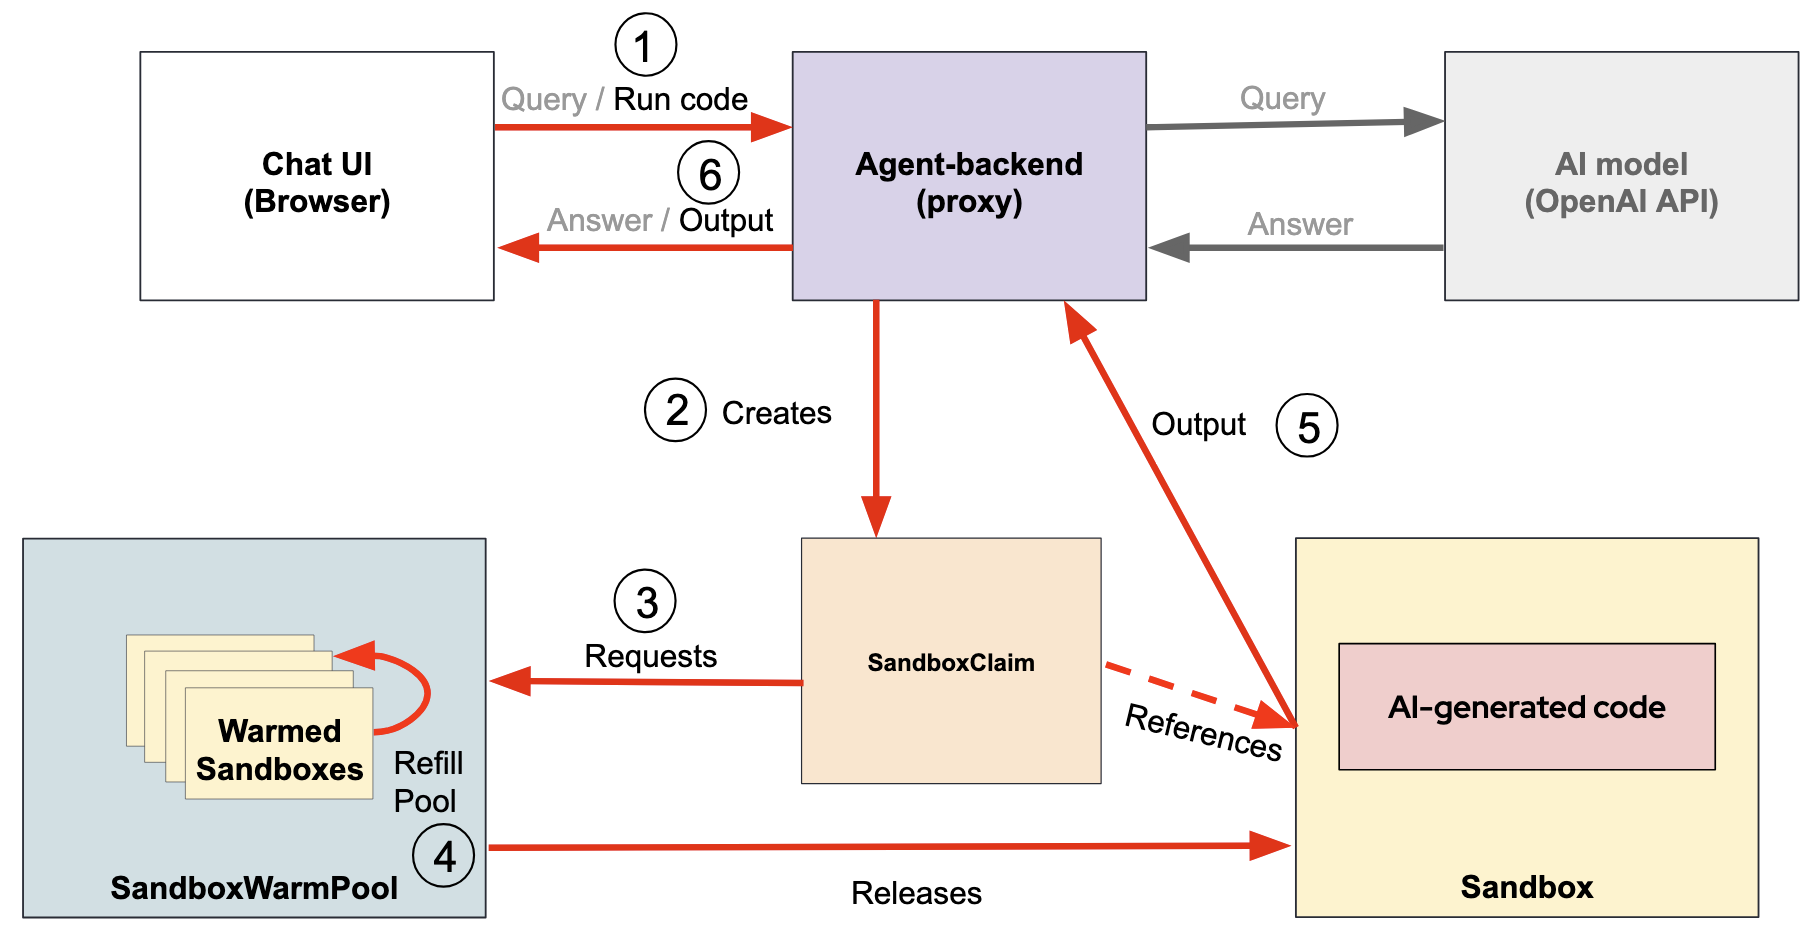 1
Query / Run code
Chat UI
(Browser)
6
Answer / Output
Agent-backend
(proxy)
Query
Answer
AI model
(OpenAI API)
2 Creates
Output 5
3
Requests
SandboxClaim
References
AI-generated code
Sandbox
Warmed
Sandboxes
Refill
Pool
4
SandboxWarmPool
Releases